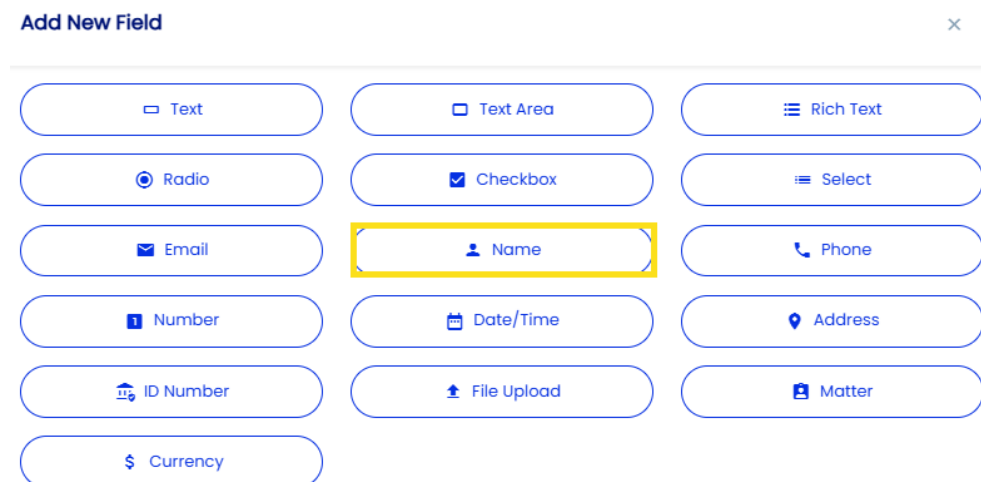 Add New Field
Text
Text Area
Rich Text
Radio
Checkbox
Select
Email
Name
Phone
Number
Date/Time
Address
ID Number
File Upload
Matter
$ Currency